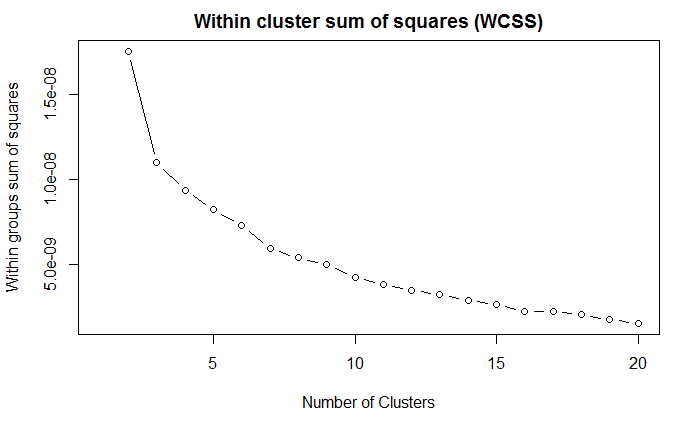 Within cluster sum of squares (WCSS)
Within groups sum of squares
1.5e-08
1.0e-08
5.0e-09
5 10 15 20
Number of Clusters